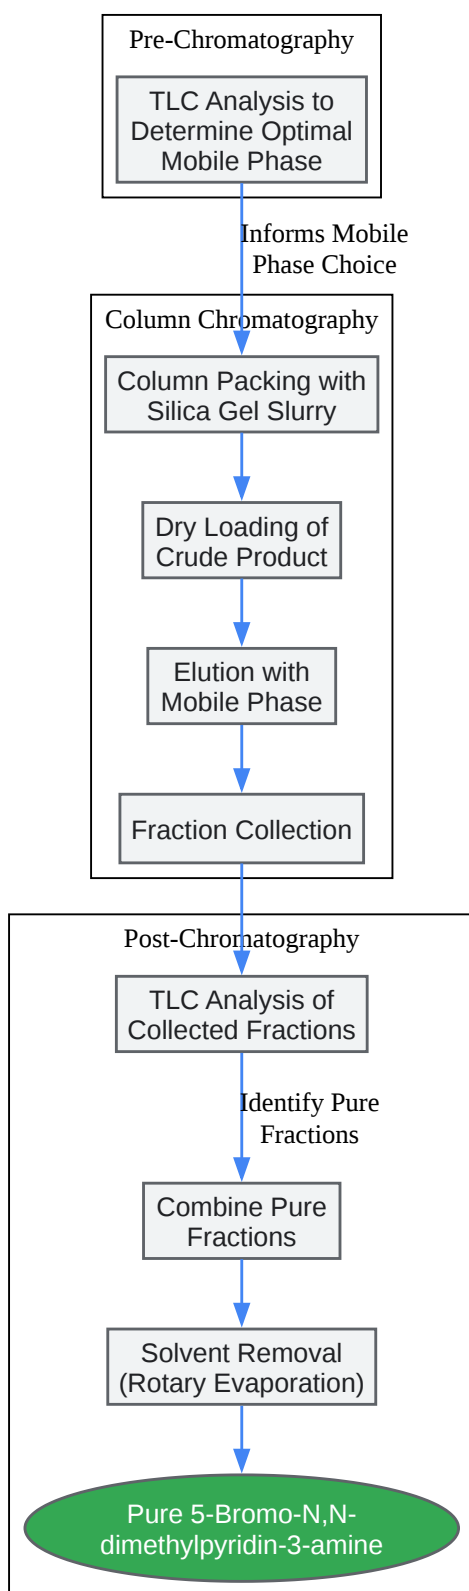 Pre-Chromatography
TLC Analysis to
Determine Optimal
Mobile Phase
Informs Mobile
Phase Choice
Column Chromatography
Column Packing with
Silica Gel Slurry
Dry Loading of
Crude Product
Elution with
Mobile Phase
Fraction Collection
Post-Chromatography
TLC Analysis of
Collected Fractions
Identify Pure
Fractions
Combine Pure
Fractions
Solvent Removal
(Rotary Evaporation)
Pure 5-Bromo-N,N-
dimethylpyridin-3-amine